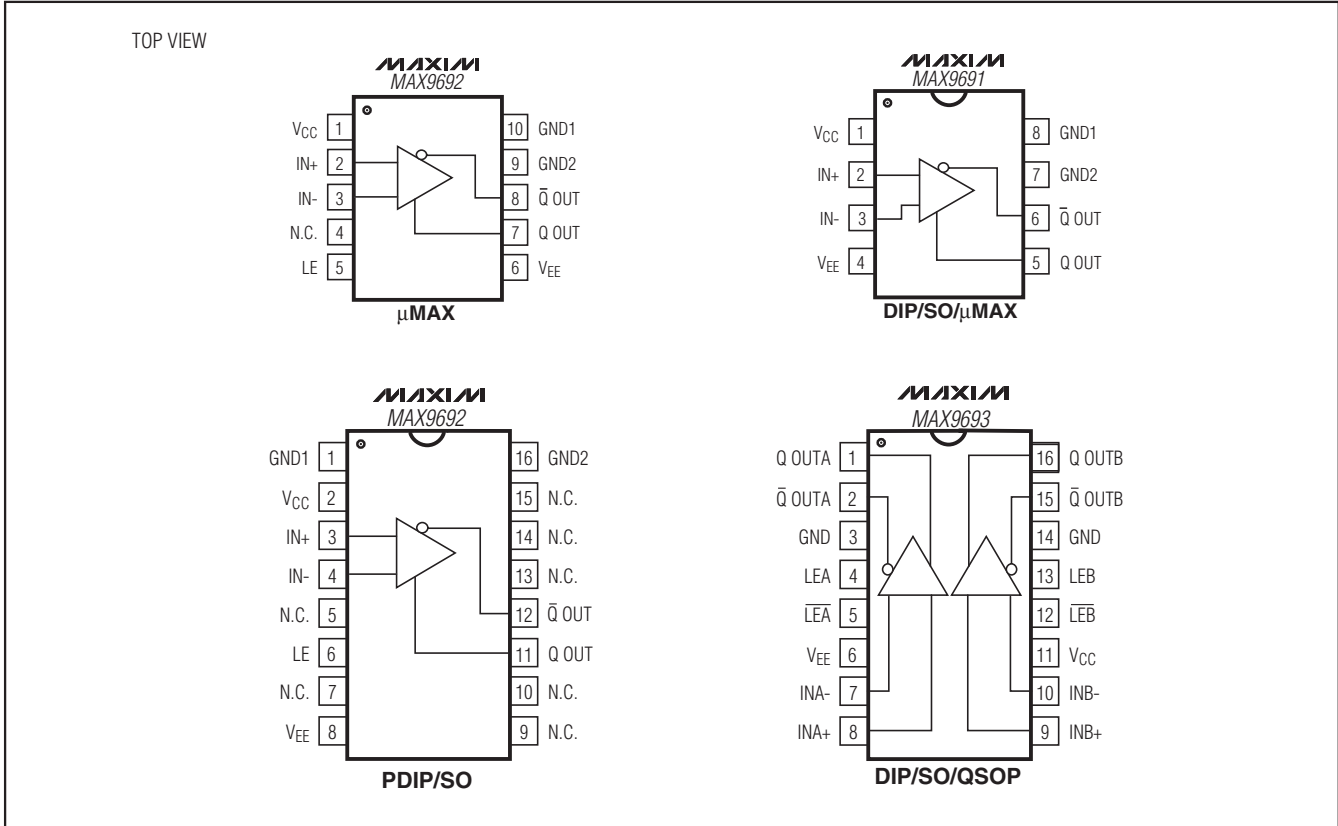 TOP VIEW
MAXIM
MAX9692
VCC 1
IN+ 2
IN- 3
N.C. 4
LE 5
10 GND1
9 GND2
8 Q̅ OUT
7 Q OUT
6 VEE
µMAX
MAXIM
MAX9691
VCC 1
IN+ 2
IN- 3
VEE 4
8 GND1
7 GND2
6 Q̅ OUT
5 Q OUT
DIP/SO/µMAX
MAXIM
MAX9692
GND1 1
VCC 2
IN+ 3
IN- 4
N.C. 5
LE 6
N.C. 7
VEE 8
16 GND2
15 N.C.
14 N.C.
13 N.C.
12 Q̅ OUT
11 Q OUT
10 N.C.
9 N.C.
PDIP/SO
MAXIM
MAX9693
Q OUTA 1
Q̅ OUTA 2
GND 3
LEA 4
L̅E̅A̅ 5
VEE 6
INA- 7
INA+ 8
16 Q OUTB
15 Q̅ OUTB
14 GND
13 LEB
12 L̅E̅B̅
11 VCC
10 INB-
9 INB+
DIP/SO/QSOP